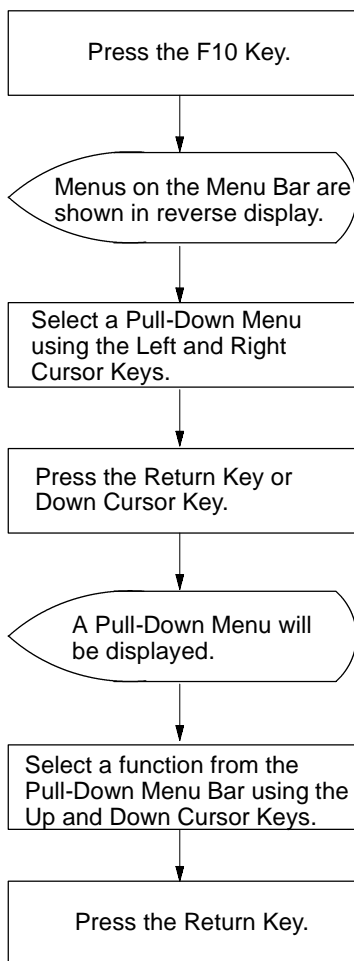 Press the F10 Key.
Menus on the Menu Bar are
shown in reverse display.
Select a Pull-Down Menu
using the Left and Right
Cursor Keys.
Press the Return Key or
Down Cursor Key.
A Pull-Down Menu will
be displayed.
Select a function from the
Pull-Down Menu Bar using the
Up and Down Cursor Keys.
Press the Return Key.